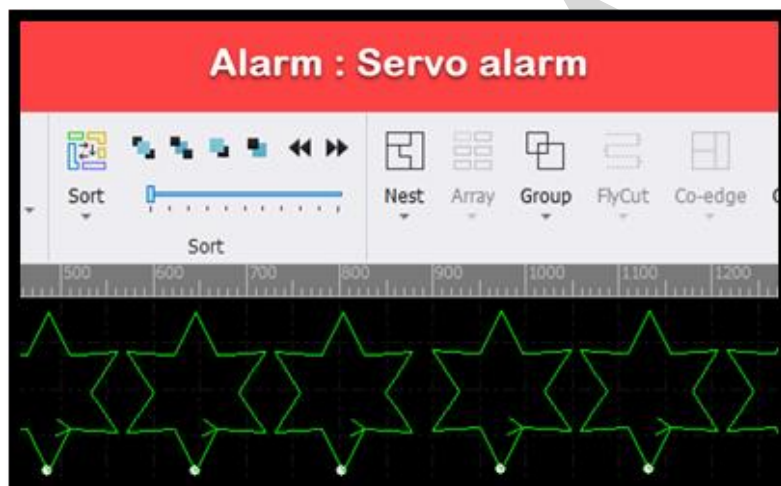 Alarm : Servo alarm
Sort
Nest
Array
Group
FlyCut
Co-edge
Sort
500 600 700 800 900 1000 1100 1200